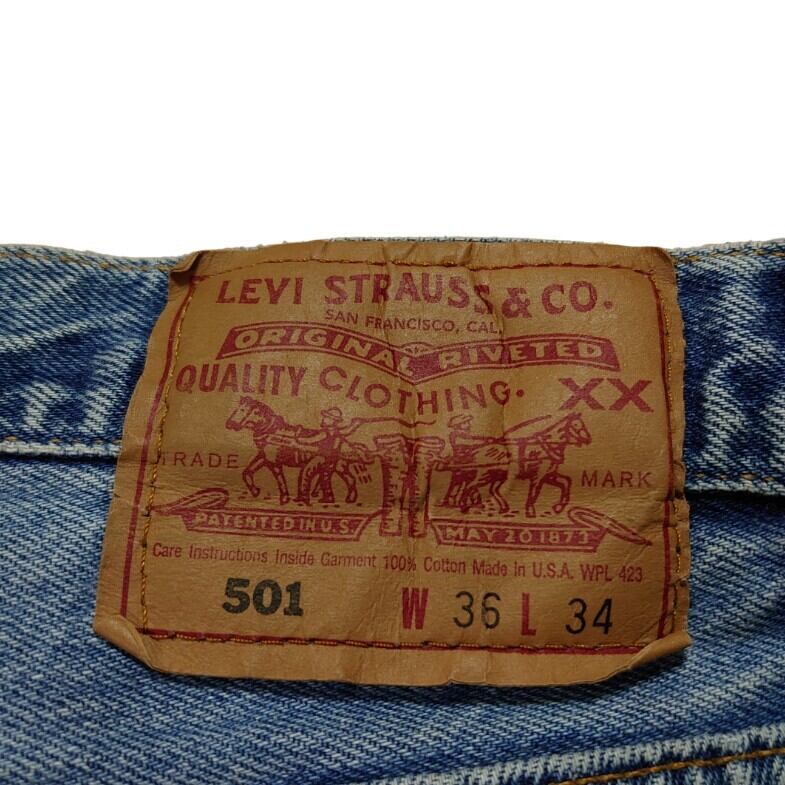 LEVI STRAUSS & CO.
SAN FRANCISCO, CAL.
ORIGINAL RIVETED
QUALITY CLOTHING. XX
TRADE MARK
PATENTED IN U.S. MAY 20 1873
Care Instructions Inside Garment 100% Cotton Made in U.S.A. WPL 423
501 W 36 L 34